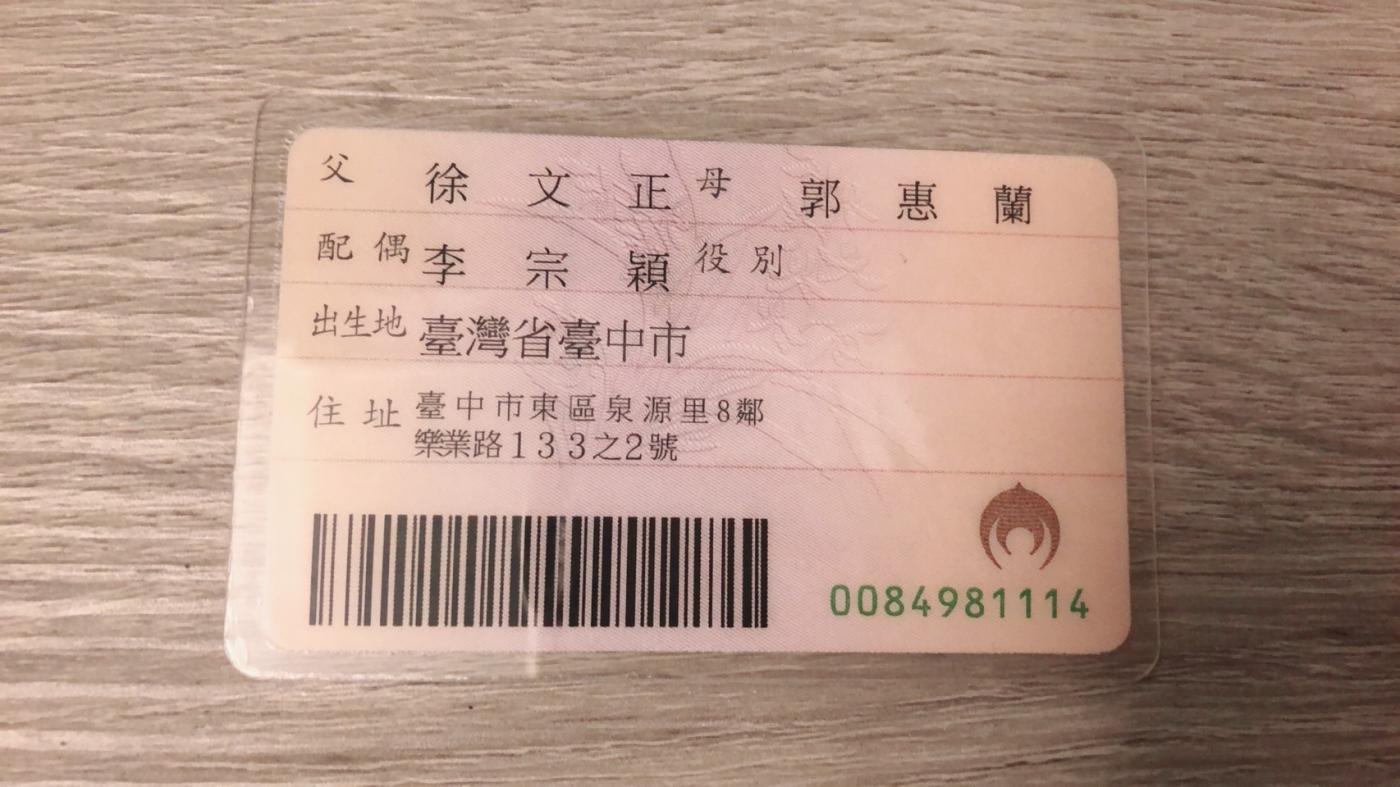 父 徐文正 母 郭惠蘭
配偶 李宗穎 役別
出生地 臺灣省臺中市
住址 臺中市東區泉源里8鄰
樂業路133之2號
0084981114